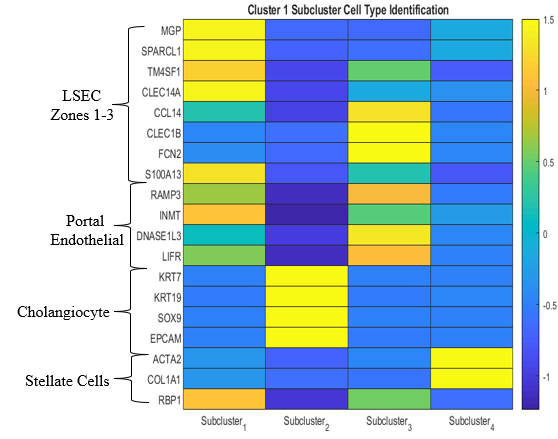 Cluster 1 Subcluster Cell Type Identification
LSEC
Zones 1-3
Portal
Endothelial
Cholangiocyte
Stellate Cells
MGP
SPARCL1
TM4SF1
CLEC14A
CCL14
CLEC1B
FCN2
S100A13
RAMP3
INMT
DNASE1L3
LIFR
KRT7
KRT19
SOX9
EPCAM
ACTA2
COL1A1
RBP1
Subcluster1 Subcluster2 Subcluster3 Subcluster4
1.5
1
0.5
0
-0.5
-1